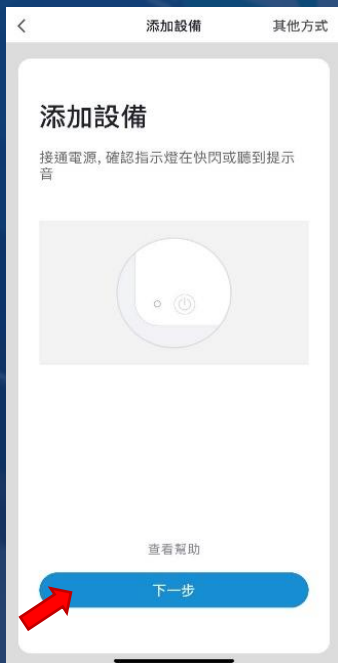 添加設備
其他方式
添加設備
接通電源, 確認指示燈在快閃或聽到提示
音
查看幫助
下一步